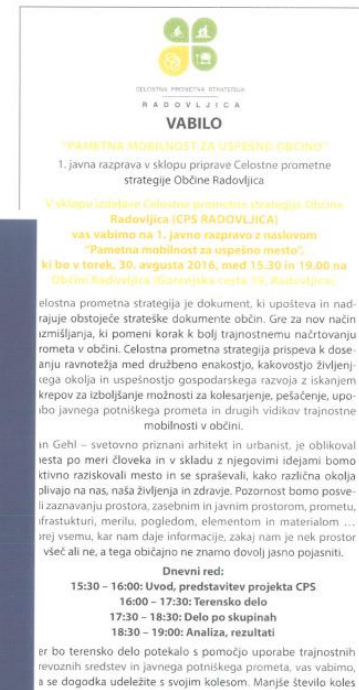 CELOSTNA PROMETNA STRATEGIJA
RADOVLJICA
VABILO
"PAMETNA MOBILNOST ZA USPEŠNO OBČINO"
1. javna razprava v sklopu priprave Celostne prometne
strategije Občine Radovljica
V sklopu izdelave Celostne prometne strategije Občine
Radovljica (CPS RADOVLJICA)
vas vabimo na 1. javno razpravo z naslovom
"Pametna mobilnost za uspešno mesto",
ki bo v torek, 30. avgusta 2016, med 15.30 in 19.00 na
Občini Radovljica (Gorenjska cesta 19, Radovljica).
elostna prometna strategija je dokument, ki upošteva in nad-
rajuje obstoječe strateške dokumente občin. Gre za nov način
azmišljanja, ki pomeni korak k bolj trajnostnemu načrtovanju
rometa v občini. Celostna prometna strategija prispeva k dose-
anju ravnotežja med družbeno enakostjo, kakovostjo življenj-
kega okolja in uspešnostjo gospodarskega razvoja z iskanjem
krepov za izboljšanje možnosti za kolesarjenje, pešačenje, upo-
abo javnega potniškega prometa in drugih vidikov trajnostne
mobilnosti v občini.
an Gehl – svetovno priznani arhitekt in urbanist, je oblikoval
mesta po meri človeka in v skladu z njegovimi idejami bomo
ktivno raziskovali mesto in se spraševali, kako različna okolja
plivajo na nas, naša življenja in zdravje. Pozornost bomo posve-
li zaznavanju prostora, zasebnim in javnim prostorom, prometu,
frastukturi, merilu, pogledom, elementom in materialom ...
rej vsemu, kar nam daje informacije, zakaj nam je nek prostor
všeč ali ne, a tega običajno ne znamo dovolj jasno pojasniti.
Dnevni red:
15:30 – 16:00: Uvod, predstavitev projekta CPS
16:00 – 17:30: Terensko delo
17:30 – 18:30: Delo po skupinah
18:30 – 19:00: Analiza, rezultati
er bo terensko delo potekalo s pomočjo uporabe trajnostnih
revoznih sredstev in javnega potniškega prometa, vas vabimo,
a se dogodka udeležite s svojim kolesom. Manjše število koles